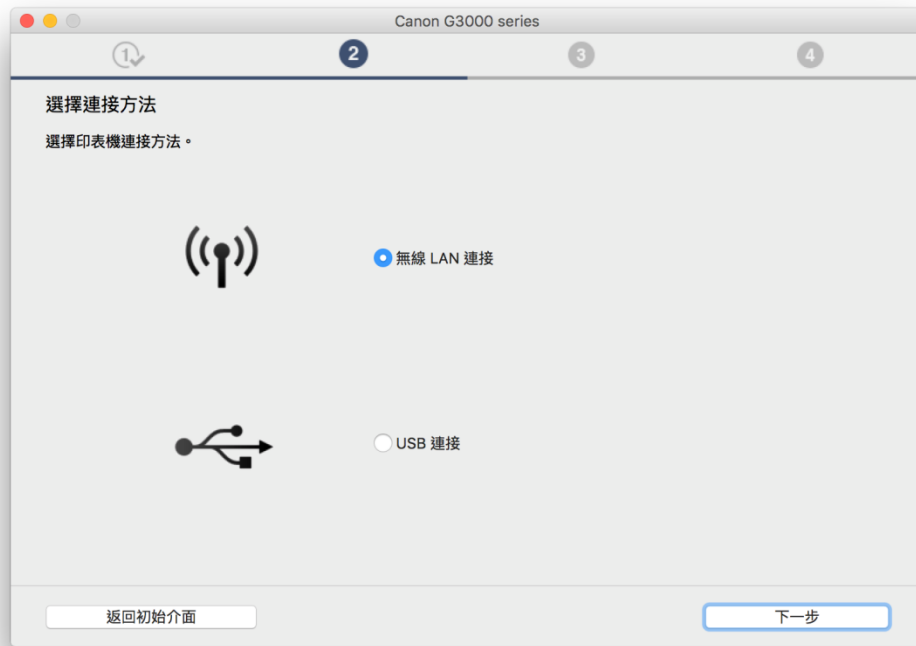 Canon G3000 series
1
2
3
4
選擇連接方法
選擇印表機連接方法。
無線 LAN 連接
USB 連接
返回初始介面
下一步